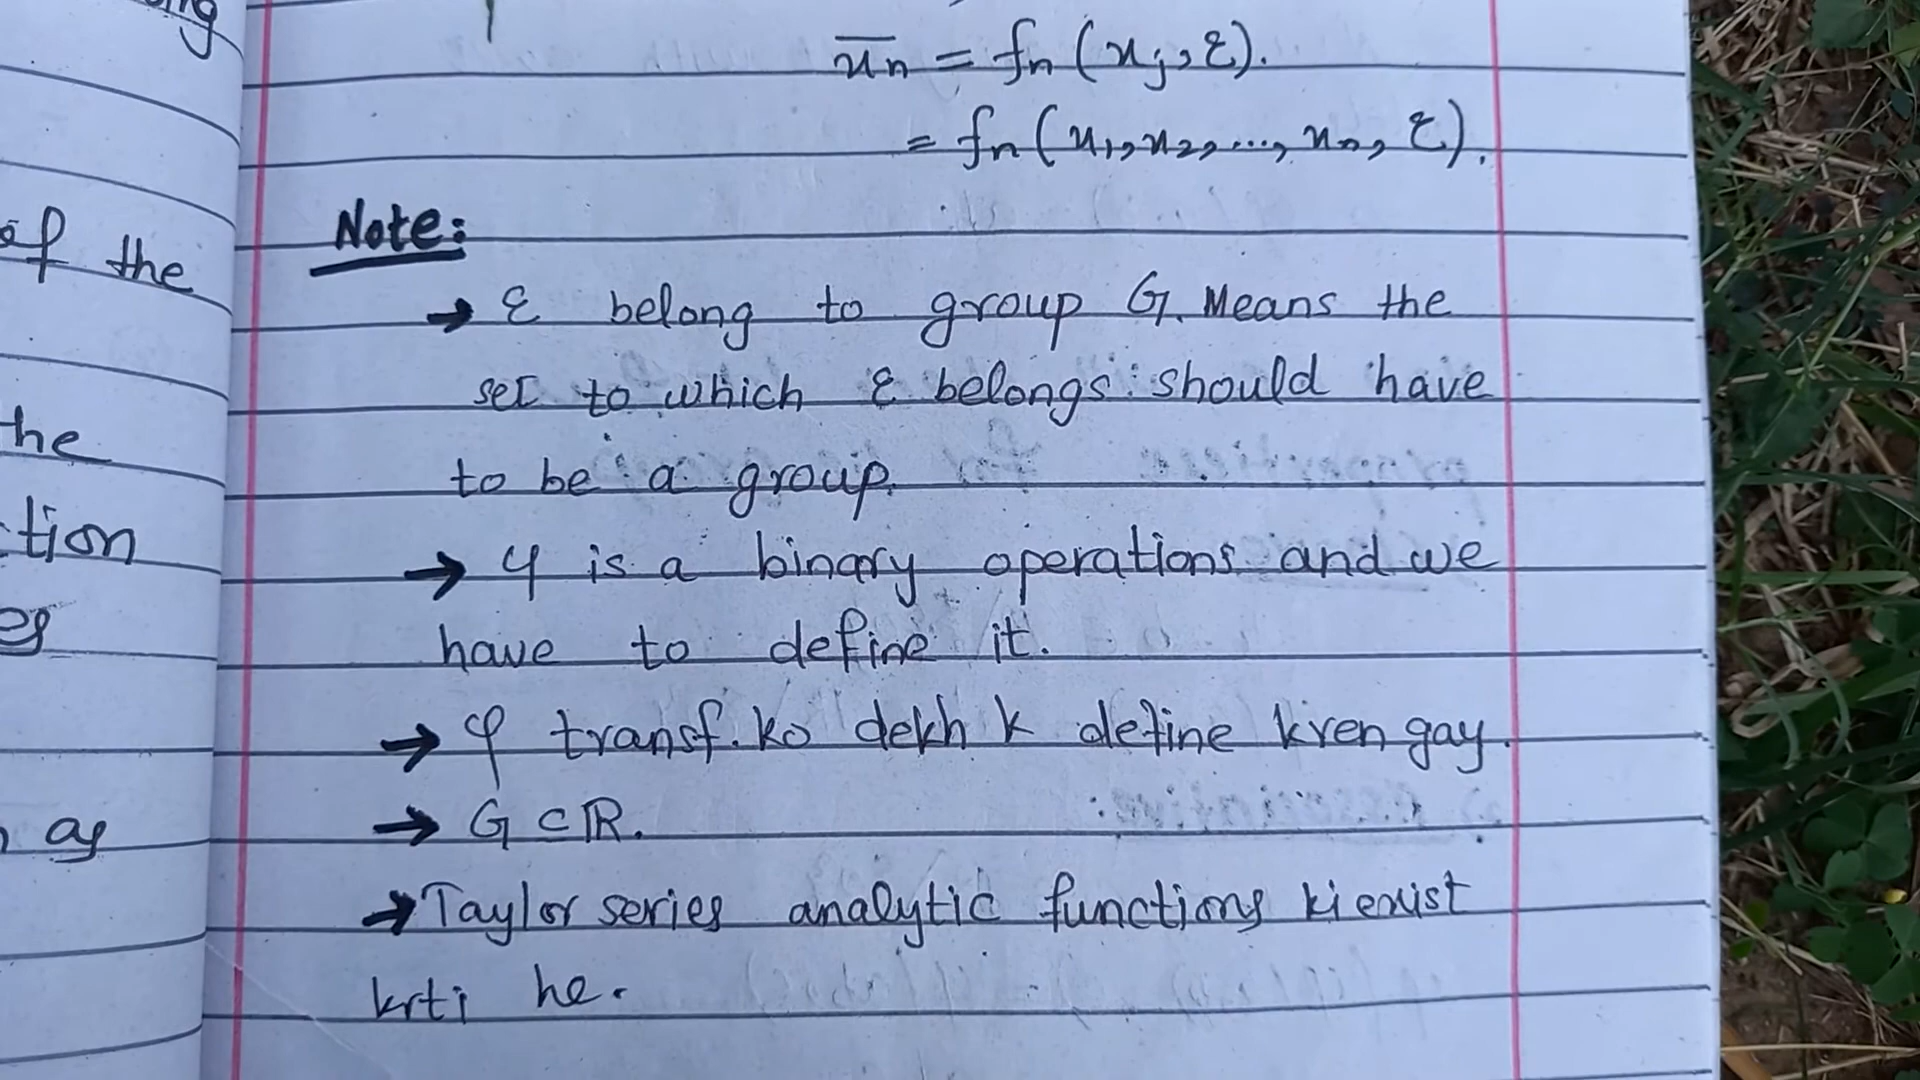 ing
of the
the
tion
es
n as
x̄n = fn (xj, ε).
= fn (x1, x2, ..., xn, ε).
Note:
→ ε belong to group G. Means the
set to which ε belongs should have
to be a group.
→ φ is a binary operations and we
have to define it.
→ φ transf. ko dekh k define kren gay.
→ G ⊂ ℝ.
→ Taylor series analytic functions ki exist
krti he.